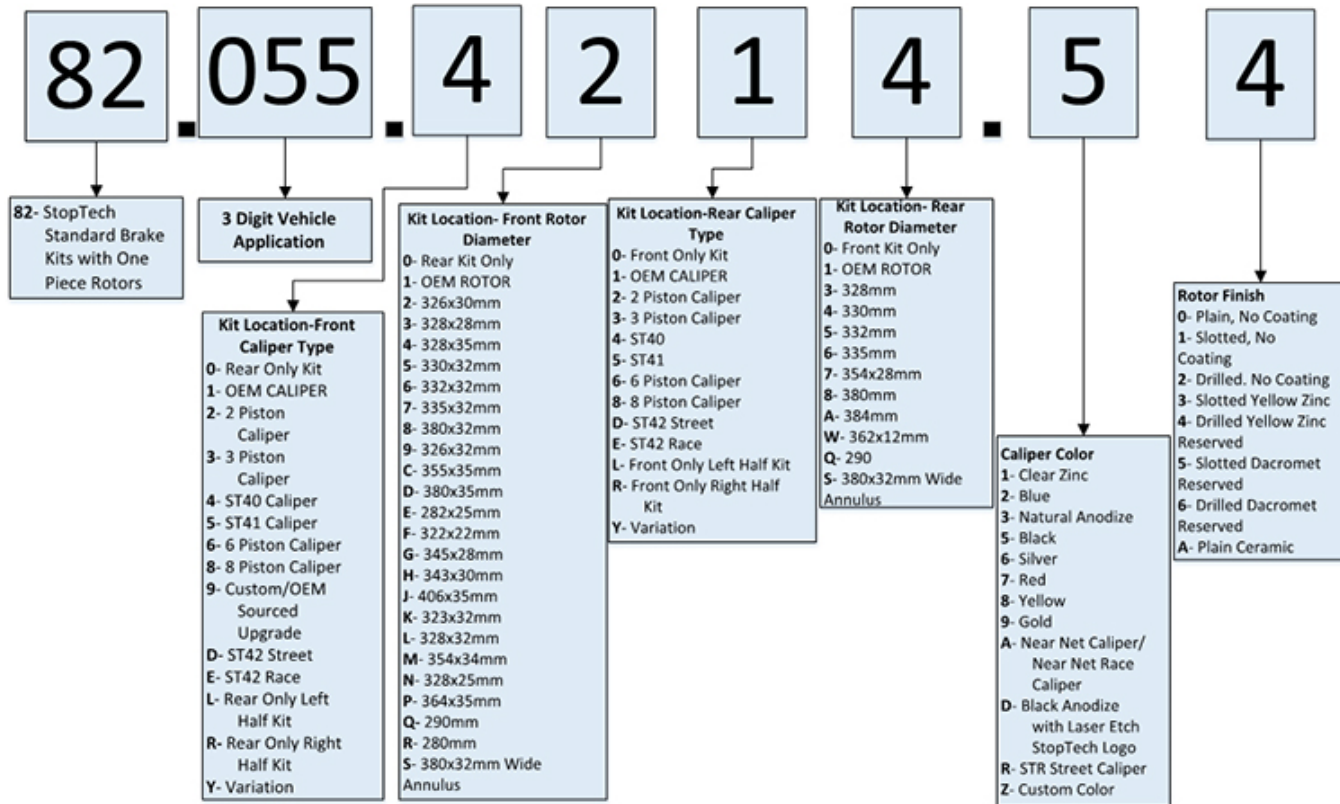 82.055.4214.54
82- StopTech
Standard Brake
Kits with One
Piece Rotors
3 Digit Vehicle
Application
Kit Location-Front
Caliper Type
0- Rear Only Kit
1- OEM CALIPER
2- 2 Piston
Caliper
3- 3 Piston
Caliper
4- ST40 Caliper
5- ST41 Caliper
6- 6 Piston Caliper
8- 8 Piston Caliper
9- Custom/OEM
Sourced
Upgrade
D- ST42 Street
E- ST42 Race
L- Rear Only Left
Half Kit
R- Rear Only Right
Half Kit
Y- Variation
Kit Location- Front Rotor
Diameter
0- Rear Kit Only
1- OEM ROTOR
2- 326x30mm
3- 328x28mm
4- 328x35mm
5- 330x32mm
6- 332x32mm
7- 335x32mm
8- 380x32mm
9- 326x32mm
C- 355x35mm
D- 380x35mm
E- 282x25mm
F- 322x22mm
G- 345x28mm
H- 343x30mm
J- 406x35mm
K- 323x32mm
L- 328x32mm
M- 354x34mm
N- 328x25mm
P- 364x35mm
Q- 290mm
R- 280mm
S- 380x32mm Wide
Annulus
Kit Location-Rear Caliper
Type
0- Front Only Kit
1- OEM CALIPER
2- 2 Piston Caliper
3- 3 Piston Caliper
4- ST40
5- ST41
6- 6 Piston Caliper
8- 8 Piston Caliper
D- ST42 Street
E- ST42 Race
L- Front Only Left Half Kit
R- Front Only Right Half
Kit
Y- Variation
Kit Location- Rear
Rotor Diameter
0- Front Kit Only
1- OEM ROTOR
3- 328mm
4- 330mm
5- 332mm
6- 335mm
7- 354x28mm
8- 380mm
A- 384mm
W- 362x12mm
Q- 290
S- 380x32mm Wide
Annulus
Caliper Color
1- Clear Zinc
2- Blue
3- Natural Anodize
5- Black
6- Silver
7- Red
8- Yellow
9- Gold
A- Near Net Caliper/
Near Net Race
Caliper
D- Black Anodize
with Laser Etch
StopTech Logo
R- STR Street Caliper
Z- Custom Color
Rotor Finish
0- Plain, No Coating
1- Slotted, No
Coating
2- Drilled. No Coating
3- Slotted Yellow Zinc
4- Drilled Yellow Zinc
Reserved
5- Slotted Dacromet
Reserved
6- Drilled Dacromet
Reserved
A- Plain Ceramic